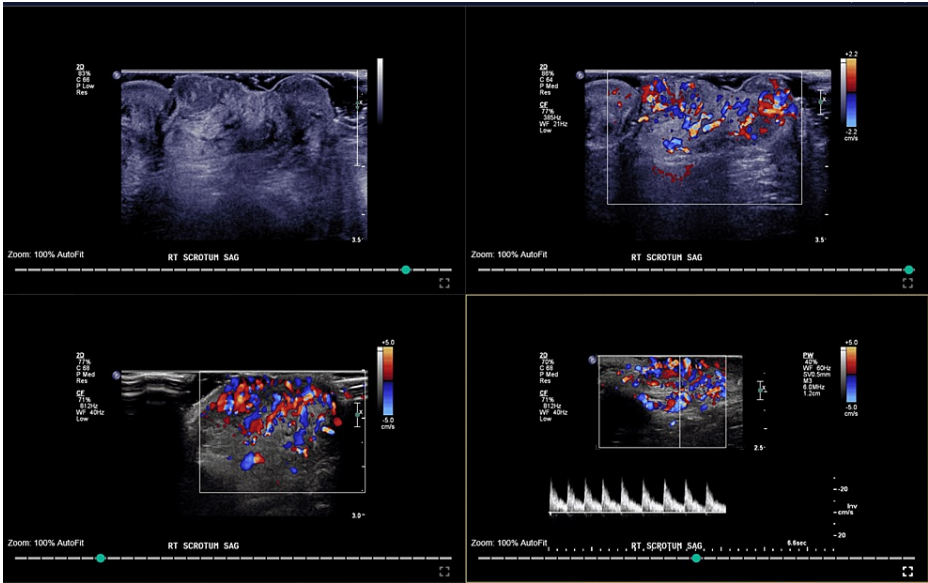 2D
83%
C 66
P Low
Res
3.5
Zoom: 100% AutoFit
RT SCROTUM SAG
2D
86%
C 64
P Med
Res
CF
77%
385Hz
WF 21Hz
Low
+2.2
-2.2
cm/s
x
3.5
Zoom: 100% AutoFit
RT SCROTUM SAG
2D
77%
C 68
P Med
Res
CF
71%
812Hz
WF 40Hz
Low
+5.0
-5.0
cm/s
x
3.0
Zoom: 100% AutoFit
RT SCROTUM SAG
2D
70%
C 68
P Med
Res
CF
71%
812Hz
WF 40Hz
Low
PW
40%
WF 60Hz
SV0.5mm
M3
6.0MHz
1.2cm
+5.0
-5.0
cm/s
x
2.5
-20
Inv
cm/s
-20
6.6sec
Zoom: 100% AutoFit
RT SCROTUM SAG